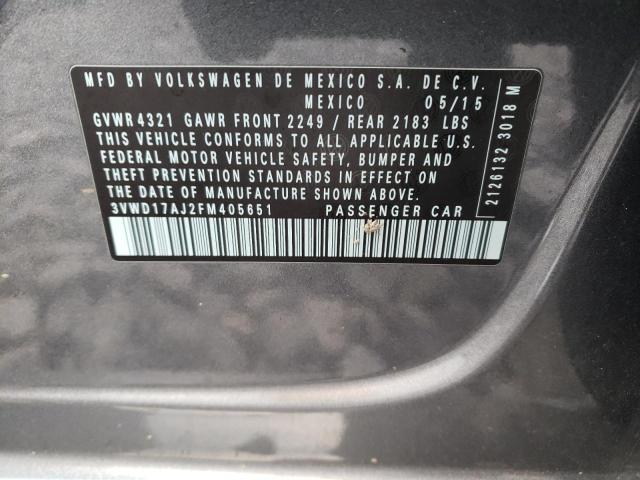 MFD BY VOLKSWAGEN DE MEXICO S.A. DE C.V.
MEXICO 05/15
GVWR 4321 GAWR FRONT 2249 / REAR 2183 LBS
THIS VEHICLE CONFORMS TO ALL APPLICABLE U.S.
FEDERAL MOTOR VEHICLE SAFETY, BUMPER AND
THEFT PREVENTION STANDARDS IN EFFECT ON
THE DATE OF MANUFACTURE SHOWN ABOVE.
3VWD17AJ2FM405651 PASSENGER CAR
2126132 3018 M